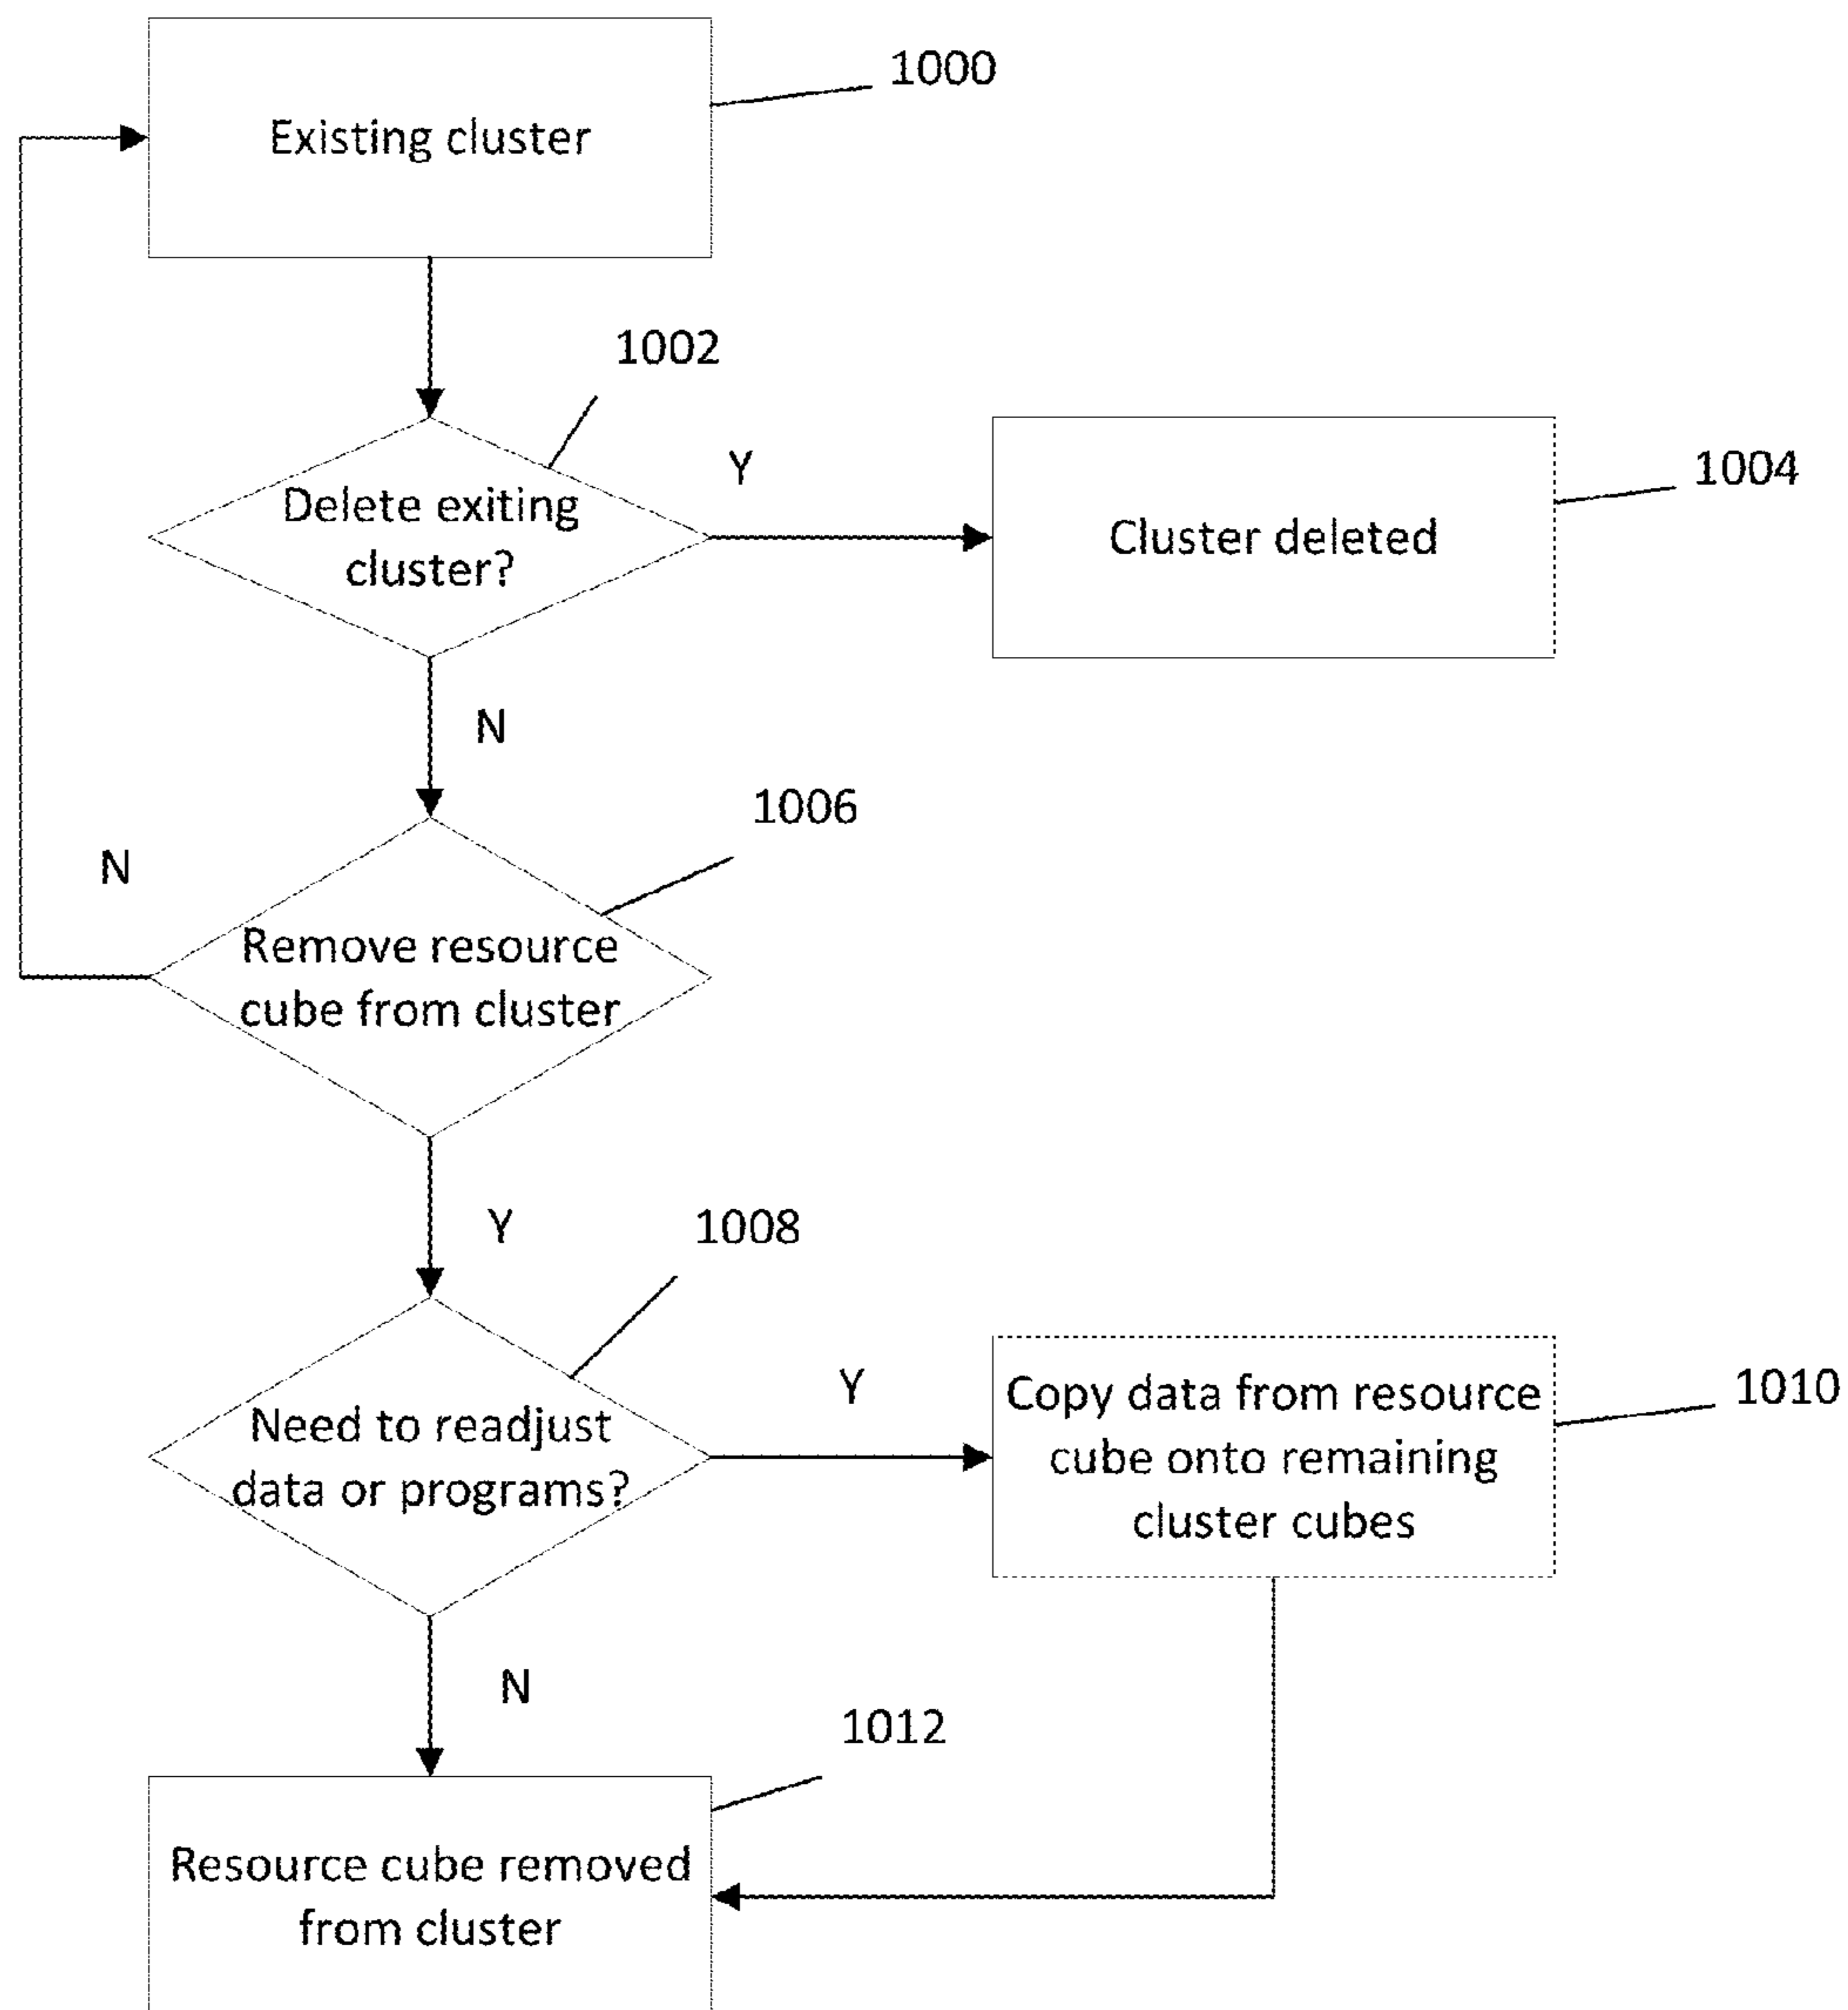 1000
Existing cluster
1002
Delete exiting
cluster?
Y
1004
Cluster deleted
N
1006
N
Remove resource
cube from cluster
Y
1008
Need to readjust
data or programs?
Y
1010
Copy data from resource
cube onto remaining
cluster cubes
N
1012
Resource cube removed
from cluster